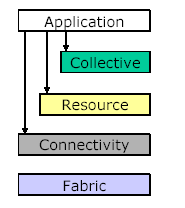 Application
Collective
Resource
Connectivity
Fabric